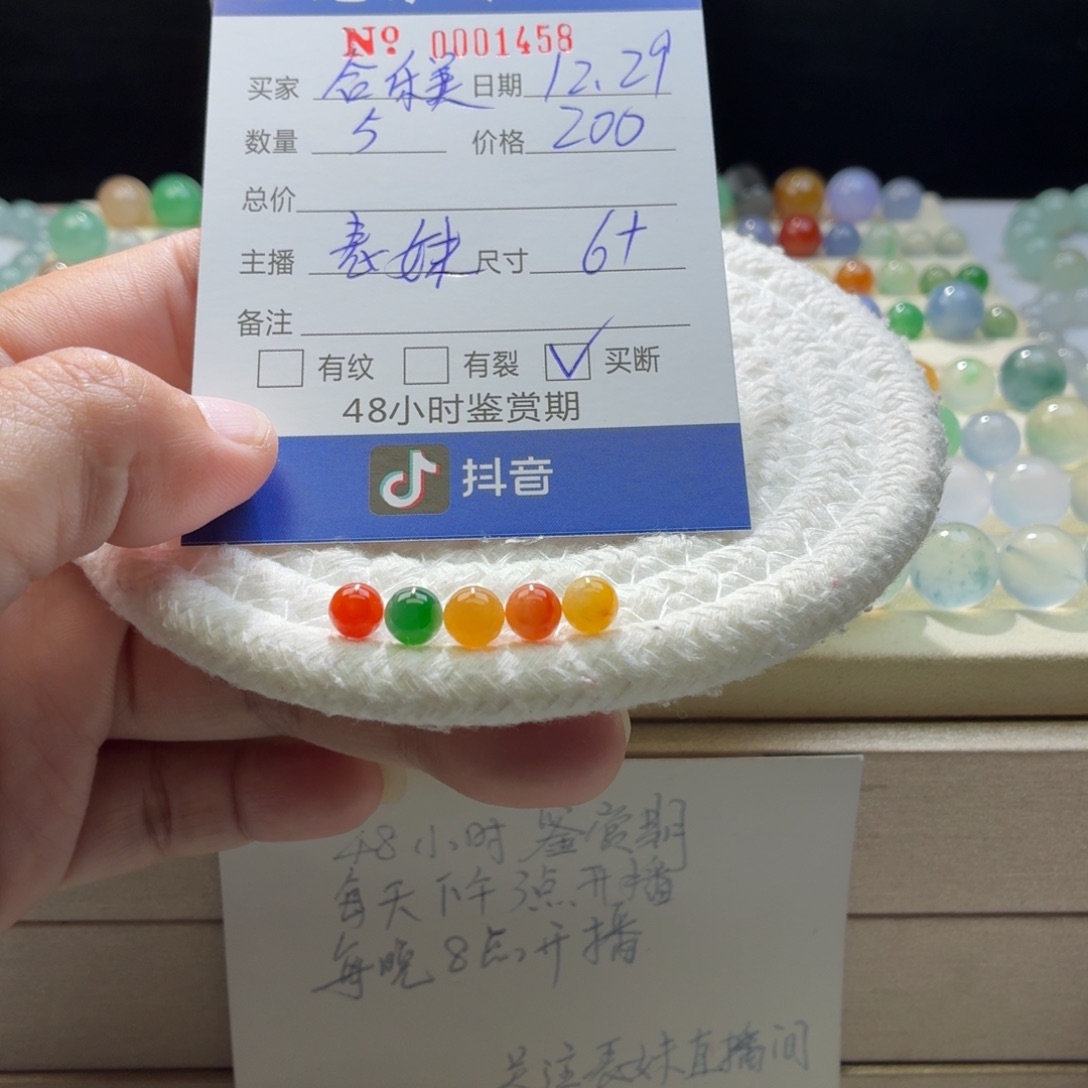 No 0001458
买家 合乐美 日期 12.29
数量 5 价格 200
总价
主播 表妹 尺寸 6+
备注
有纹 有裂 买断
48小时鉴赏期
抖音
48小时鉴赏期
每天下午3点开播
每晚8点开播
关注表妹直播间